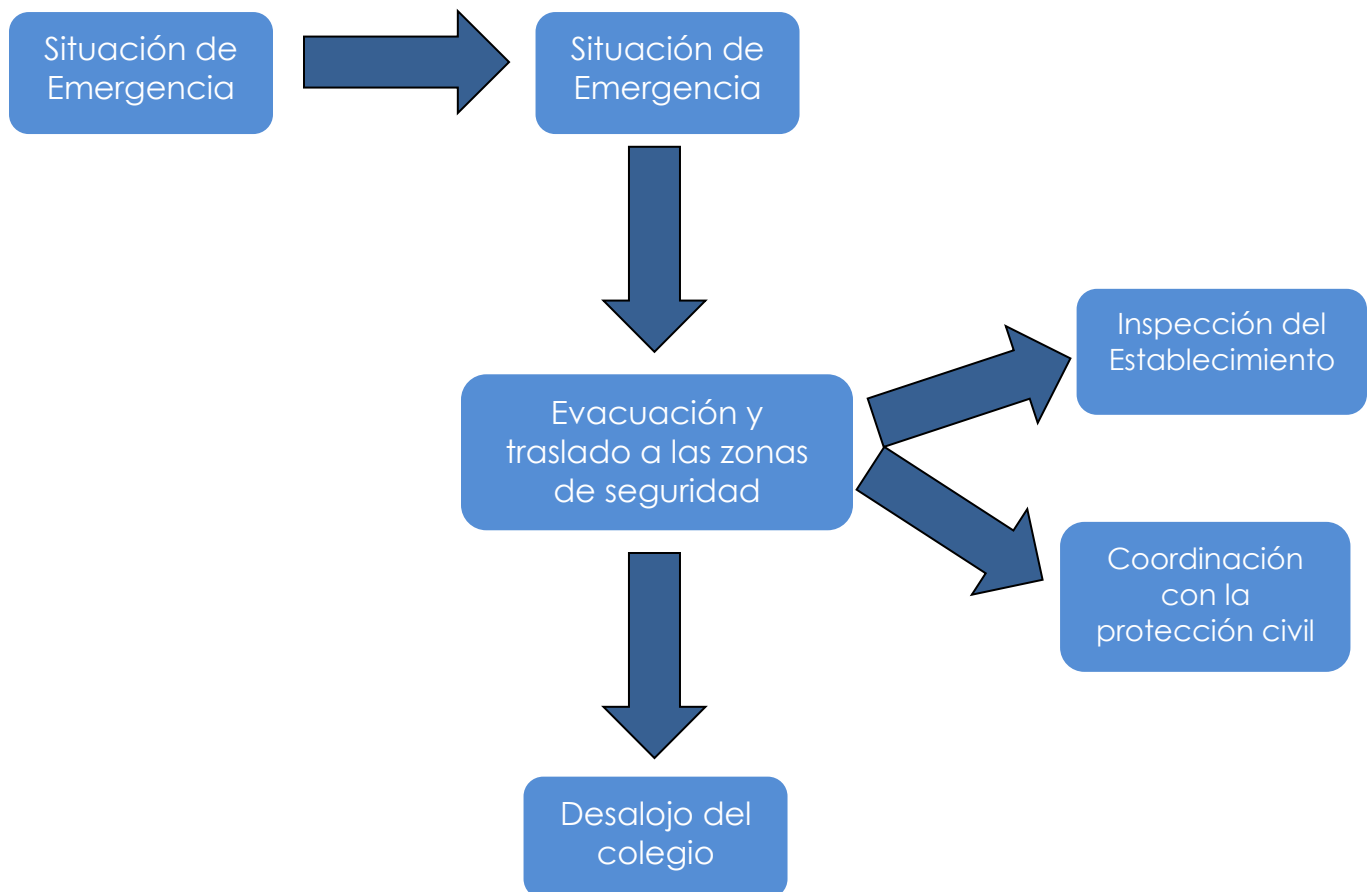 Situación de
Emergencia
Situación de
Emergencia
Evacuación y
traslado a las zonas
de seguridad
Inspección del
Establecimiento
Coordinación
con la
protección civil
Desalojo del
colegio